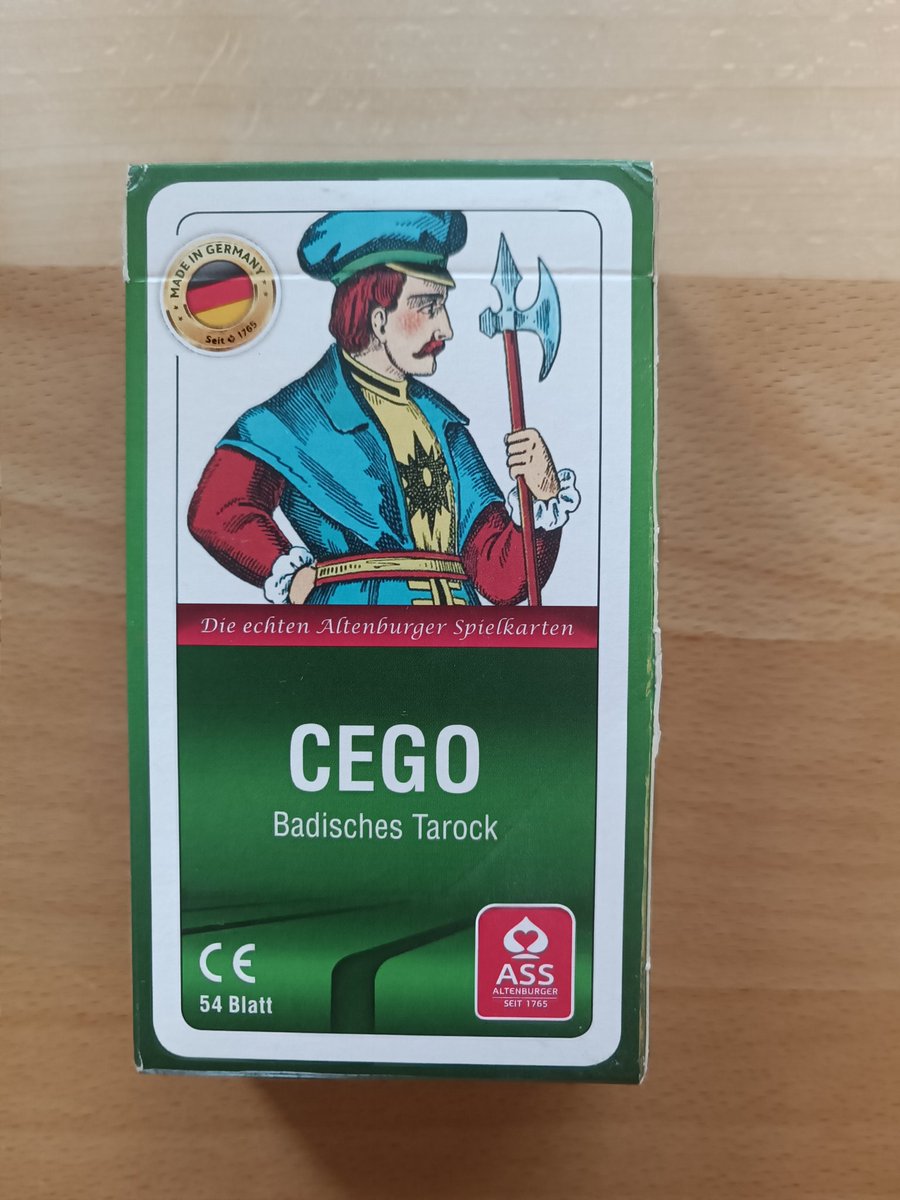 MADE IN GERMANY
Seit 1765
Die echten Altenburger Spielkarten
CEGO
Badisches Tarock
CE
54 Blatt
ASS
ALTENBURGER
SEIT 1765